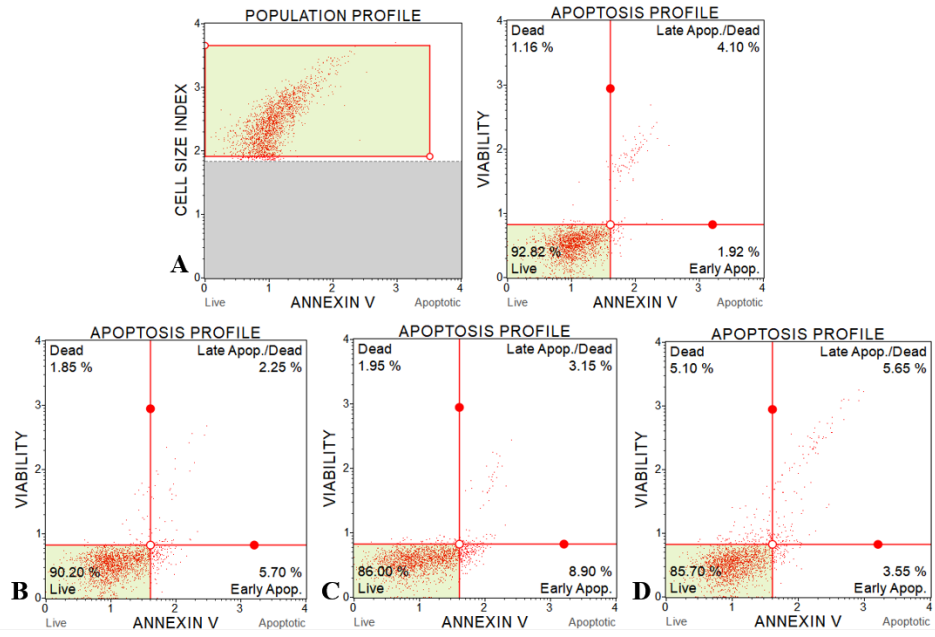 POPULATION PROFILE
4
3
2
1
0
0 1 2 3 4
CELL SIZE INDEX
ANNEXIN V
Live
Apoptotic
A
APOPTOSIS PROFILE
Dead
1.16 %
Late Apop./Dead
4.10 %
4
3
2
1
0
0 1 2 3 4
VIABILITY
92.82 %
Live
1.92 %
Early Apop.
ANNEXIN V
Live
Apoptotic
APOPTOSIS PROFILE
Dead
1.85 %
Late Apop./Dead
2.25 %
4
3
2
1
0
0 1 2 3 4
VIABILITY
90.20 %
Live
5.70 %
Early Apop.
ANNEXIN V
Live
Apoptotic
B
APOPTOSIS PROFILE
Dead
1.95 %
Late Apop./Dead
3.15 %
4
3
2
1
0
0 1 2 3 4
VIABILITY
86.00 %
Live
8.90 %
Early Apop.
ANNEXIN V
Live
Apoptotic
C
APOPTOSIS PROFILE
Dead
5.10 %
Late Apop./Dead
5.65 %
4
3
2
1
0
0 1 2 3 4
VIABILITY
85.70 %
Live
3.55 %
Early Apop.
ANNEXIN V
Live
Apoptotic
D